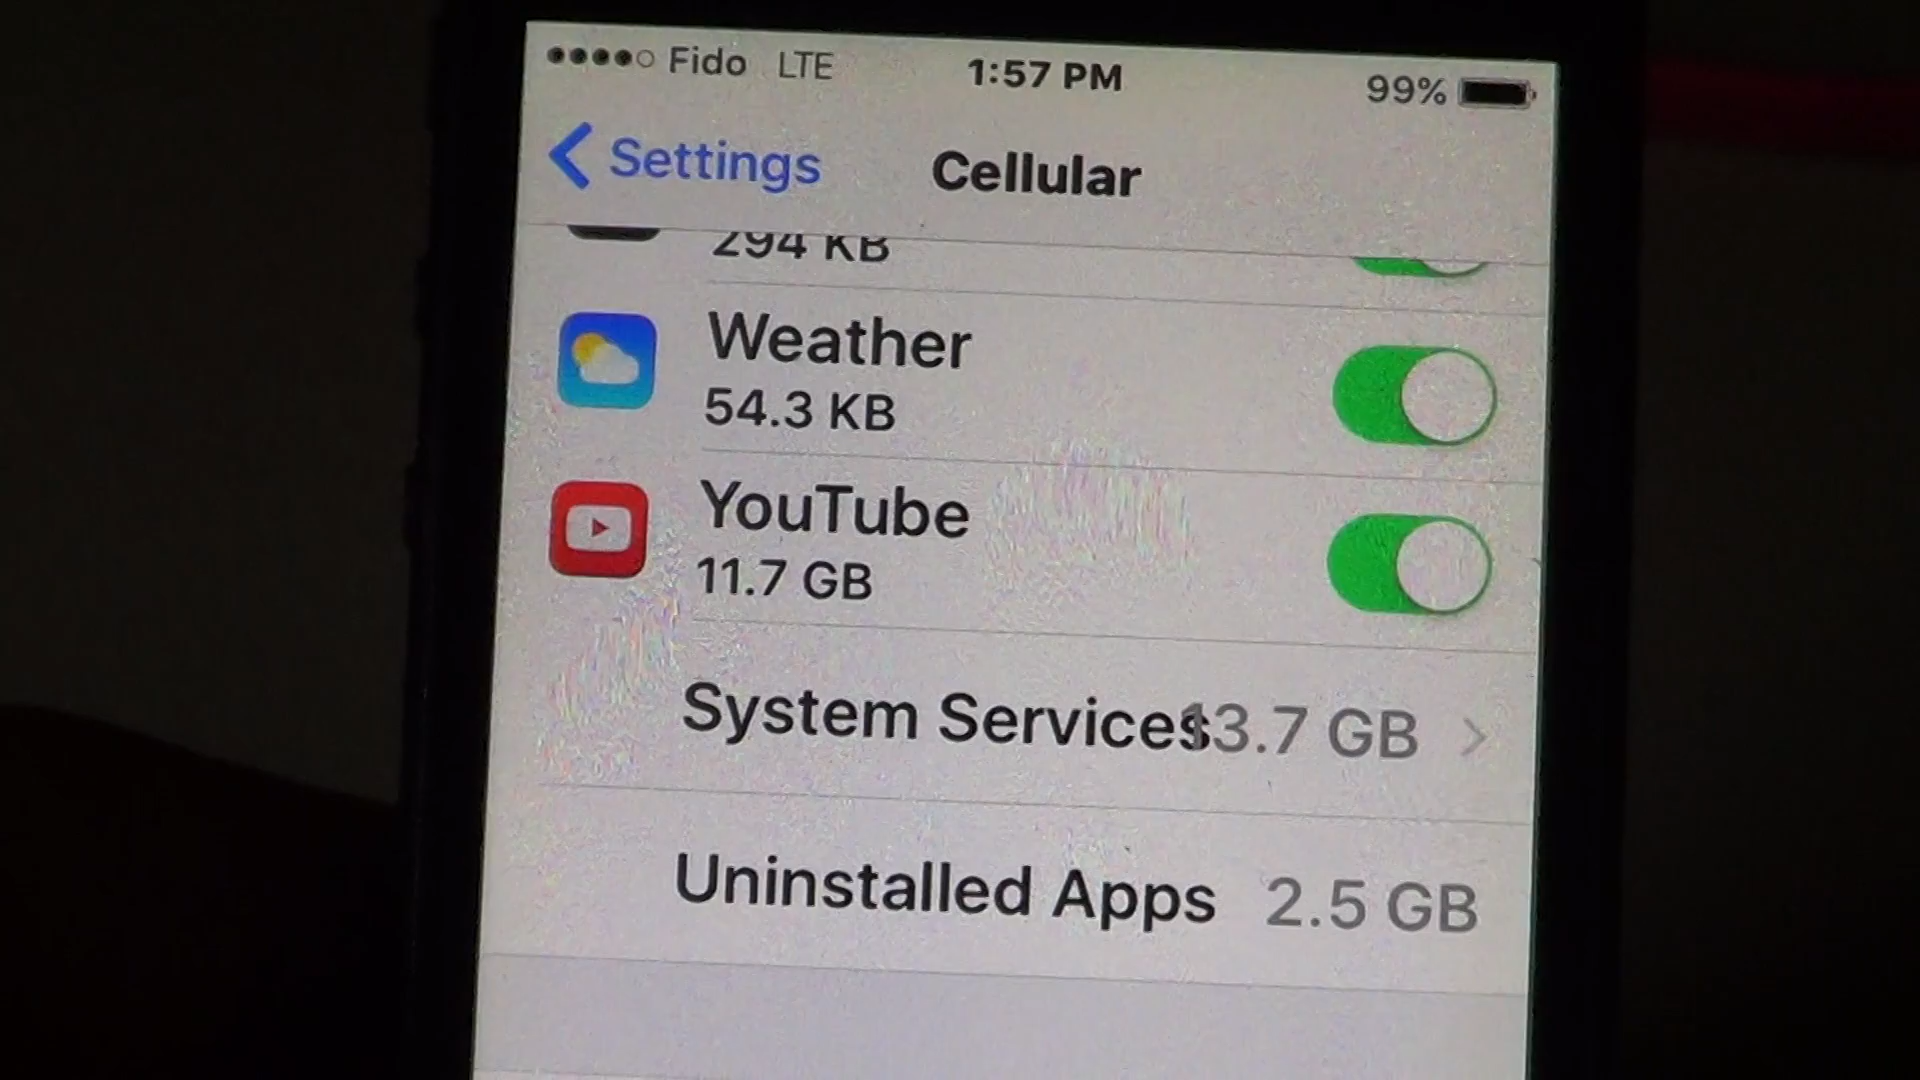 Fido LTE 1:57 PM 99%
Settings Cellular
294 KB
Weather
54.3 KB
YouTube
11.7 GB
System Services 13.7 GB
Uninstalled Apps 2.5 GB